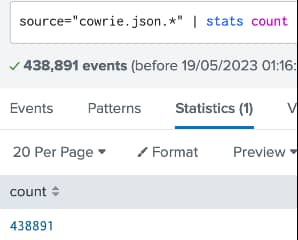 source="cowrie.json.*" | stats count
✓ 438,891 events (before 19/05/2023 01:16:
Events Patterns Statistics (1) V
20 Per Page Format Preview
count
438891